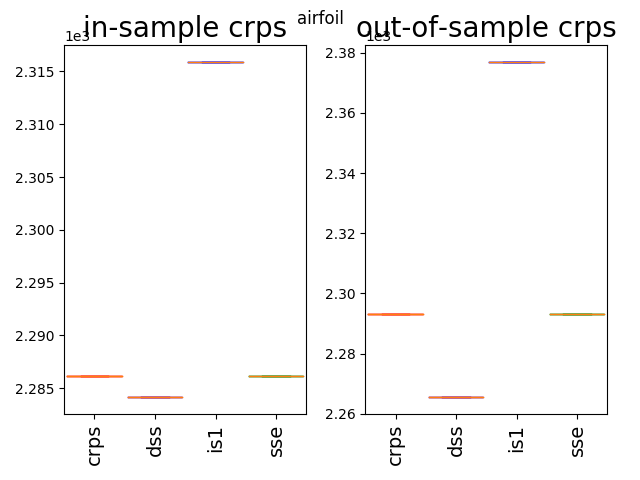 airfoil
in-sample crps
1e3
2.315
2.310
2.305
2.300
2.295
2.290
2.285
crps
dss
is1
sse
out-of-sample crps
1e3
2.38
2.36
2.34
2.32
2.30
2.28
2.26
crps
dss
is1
sse